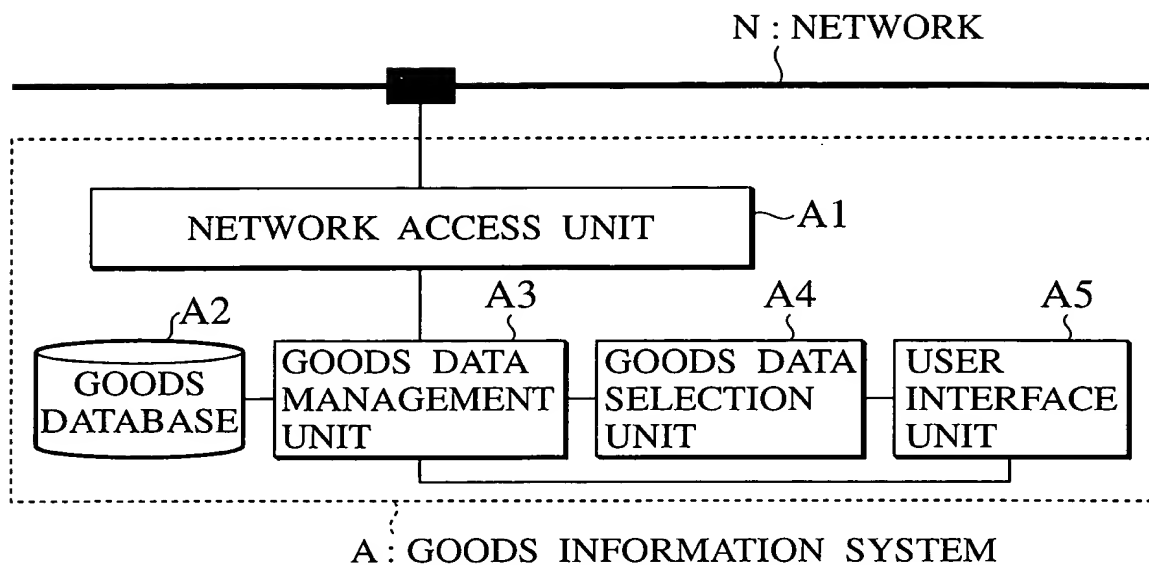 N : NETWORK
NETWORK ACCESS UNIT
A1
A2
A3
A4
A5
GOODS
DATABASE
GOODS DATA
MANAGEMENT
UNIT
GOODS DATA
SELECTION
UNIT
USER
INTERFACE
UNIT
A : GOODS INFORMATION SYSTEM